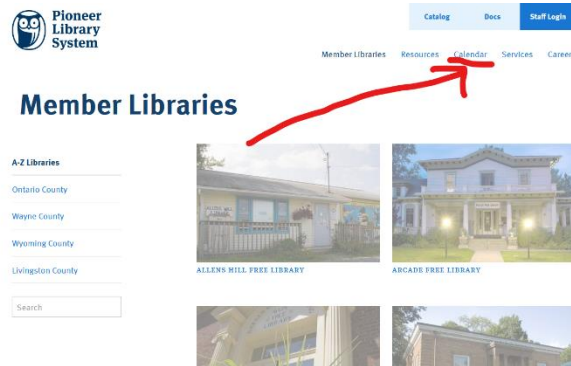 Pioneer
Library
System
Catalog Docs Staff Login
Member Libraries Resources Calendar Services Career
Member Libraries
A-Z Libraries
Ontario County
Wayne County
Wyoming County
Livingston County
Search
ALLENS HILL FREE LIBRARY
ARCADE FREE LIBRARY